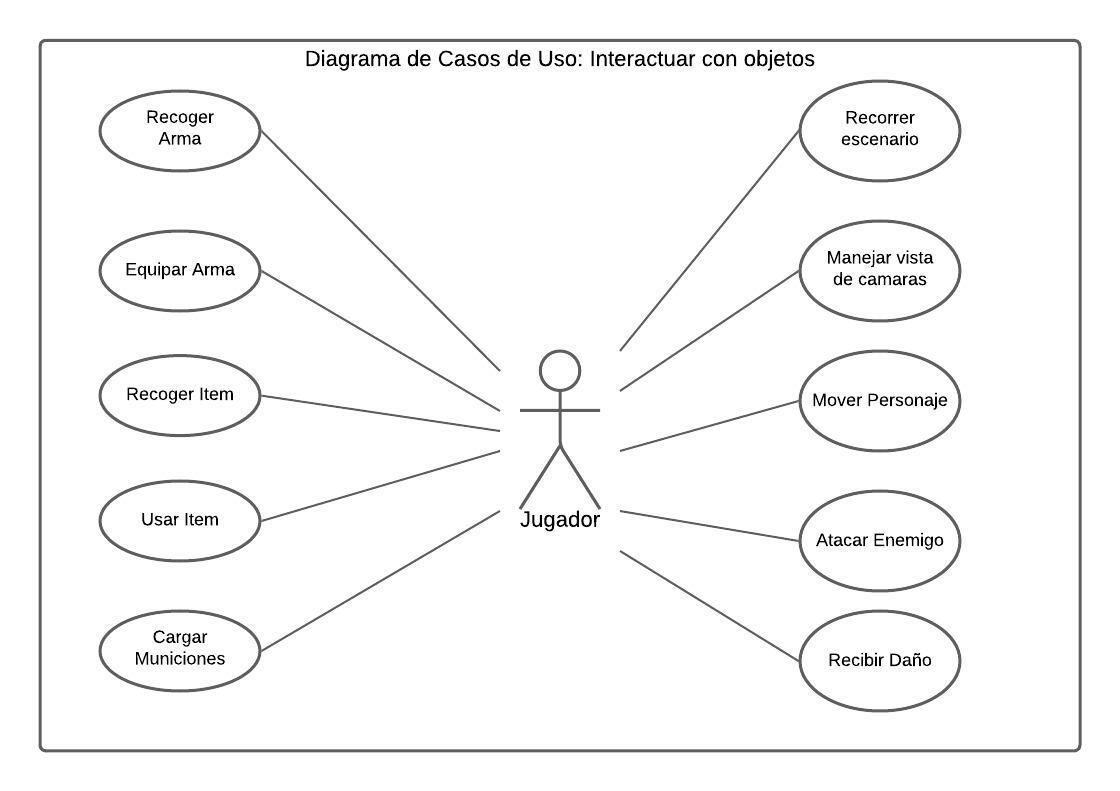 Diagrama de Casos de Uso: Interactuar con objetos
Recoger
Arma
Equipar Arma
Recoger Item
Usar Item
Cargar
Municiones
Jugador
Recorrer
escenario
Manejar vista
de camaras
Mover Personaje
Atacar Enemigo
Recibir Daño